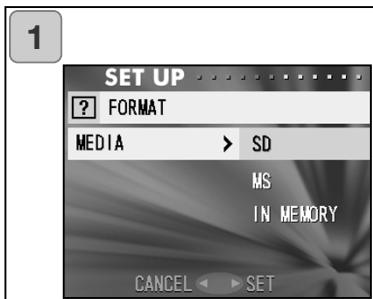 1
SET UP
? FORMAT
MEDIA > SD
MS
IN MEMORY
CANCEL ◄ ► SET